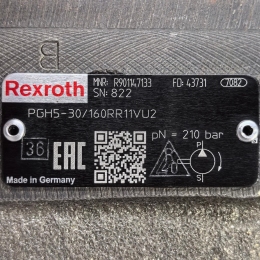 Rexroth
MNR: R901147133 FD: 43731 7082
SN: 822
PGH5-30/160RR11VU2
36 EAC pN = 210 bar
P
S
Made in Germany